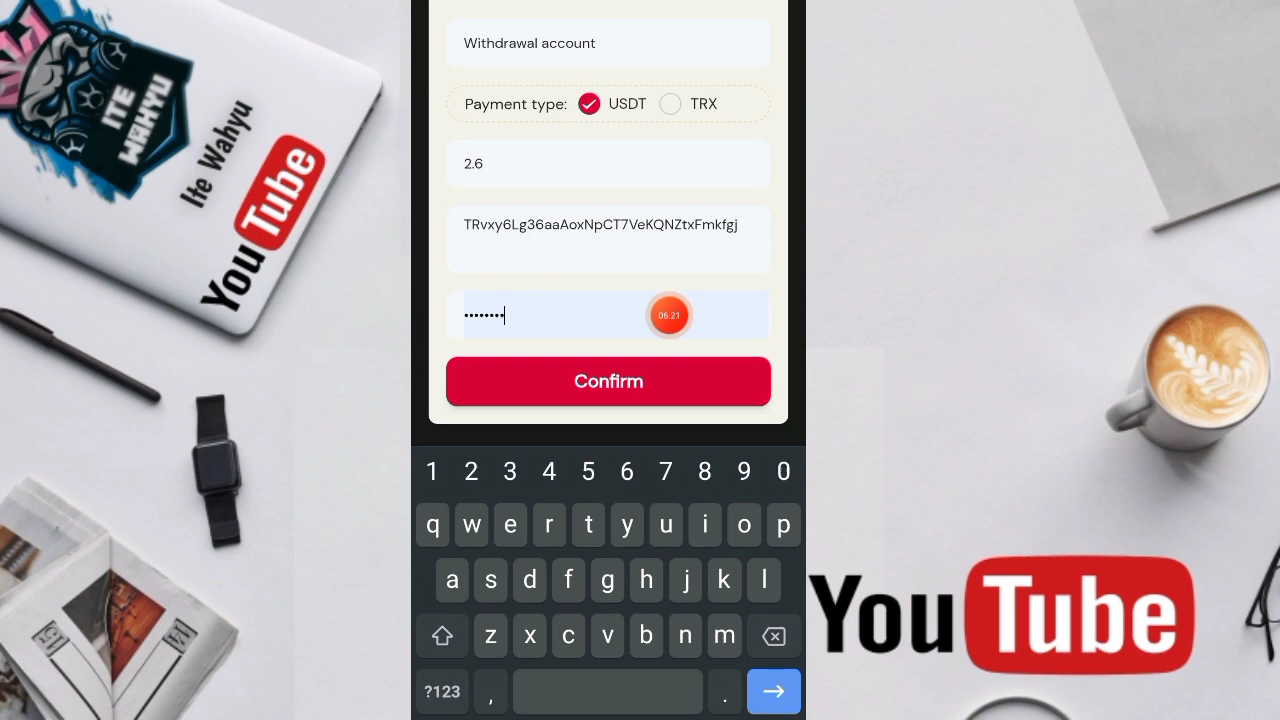 ITE
WAHYU
Ite Wahyu
YouTube
Withdrawal account
Payment type: USDT TRX
2.6
TRvxy6Lg36aaAoxNpCT7VeKQNZtxFmkfgj
••••••••
06:21
Confirm
1 2 3 4 5 6 7 8 9 0
q w e r t y u i o p
a s d f g h j k l
z x c v b n m
?123 , .
YouTube